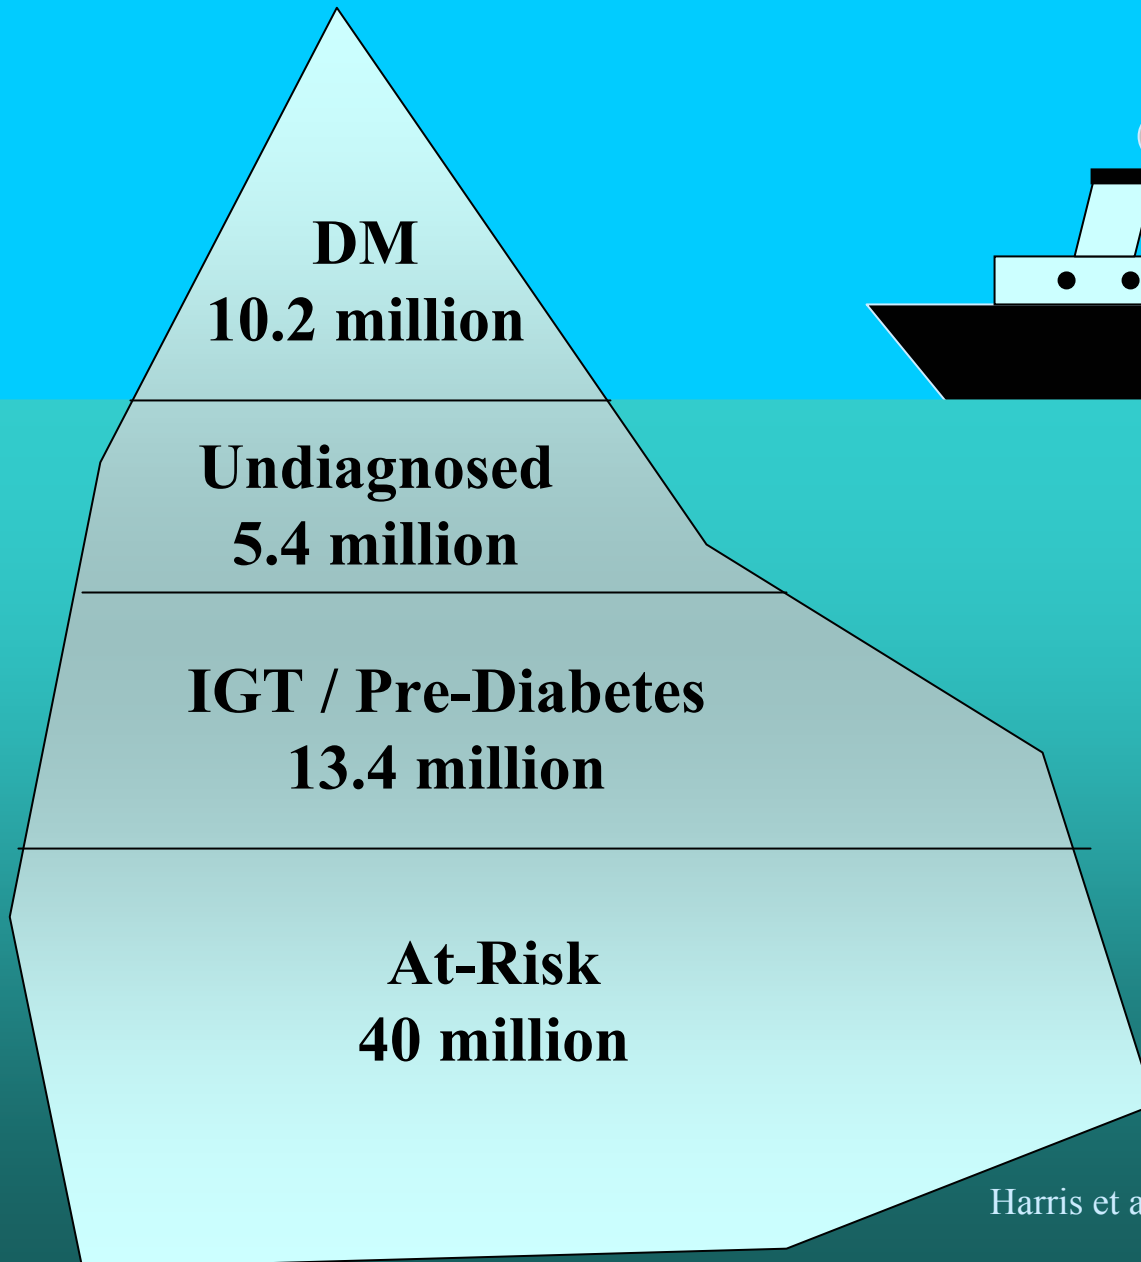 DM
10.2 million
Undiagnosed
5.4 million
IGT / Pre-Diabetes
13.4 million
At-Risk
40 million
Harris et a